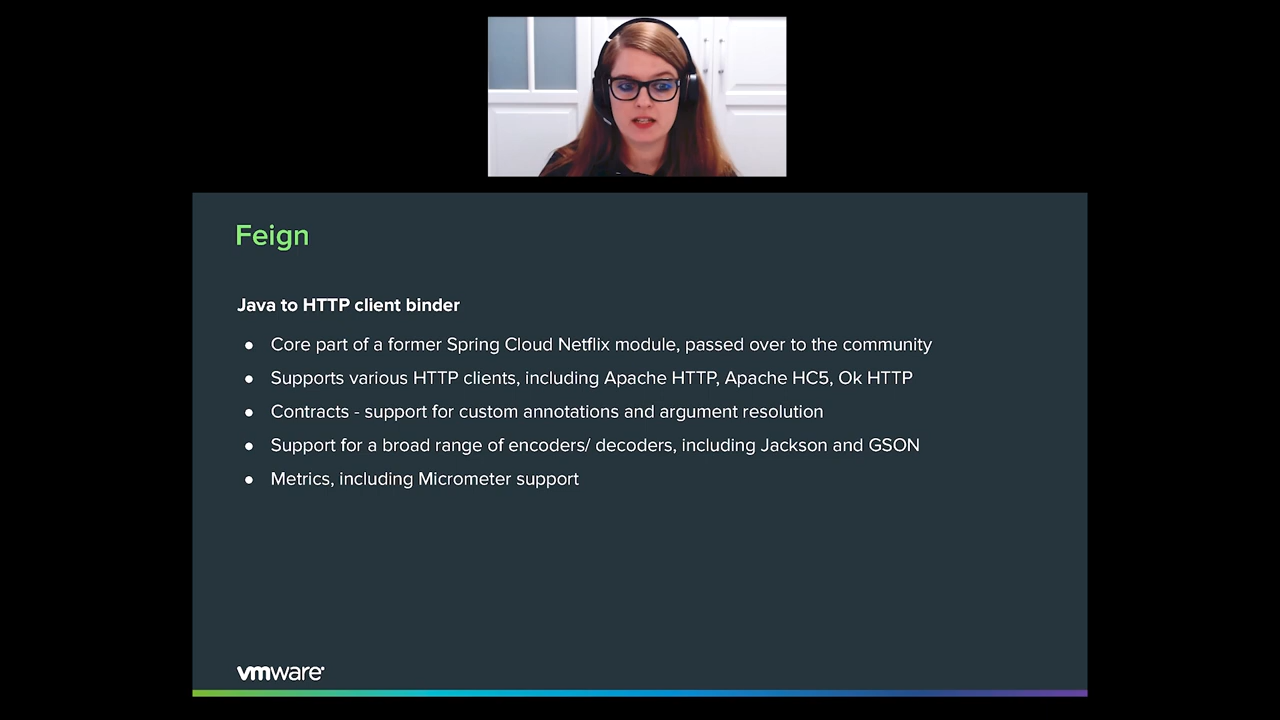 Feign
Java to HTTP client binder
● Core part of a former Spring Cloud Netflix module, passed over to the community
● Supports various HTTP clients, including Apache HTTP, Apache HC5, Ok HTTP
● Contracts - support for custom annotations and argument resolution
● Support for a broad range of encoders/ decoders, including Jackson and GSON
● Metrics, including Micrometer support
vmware®